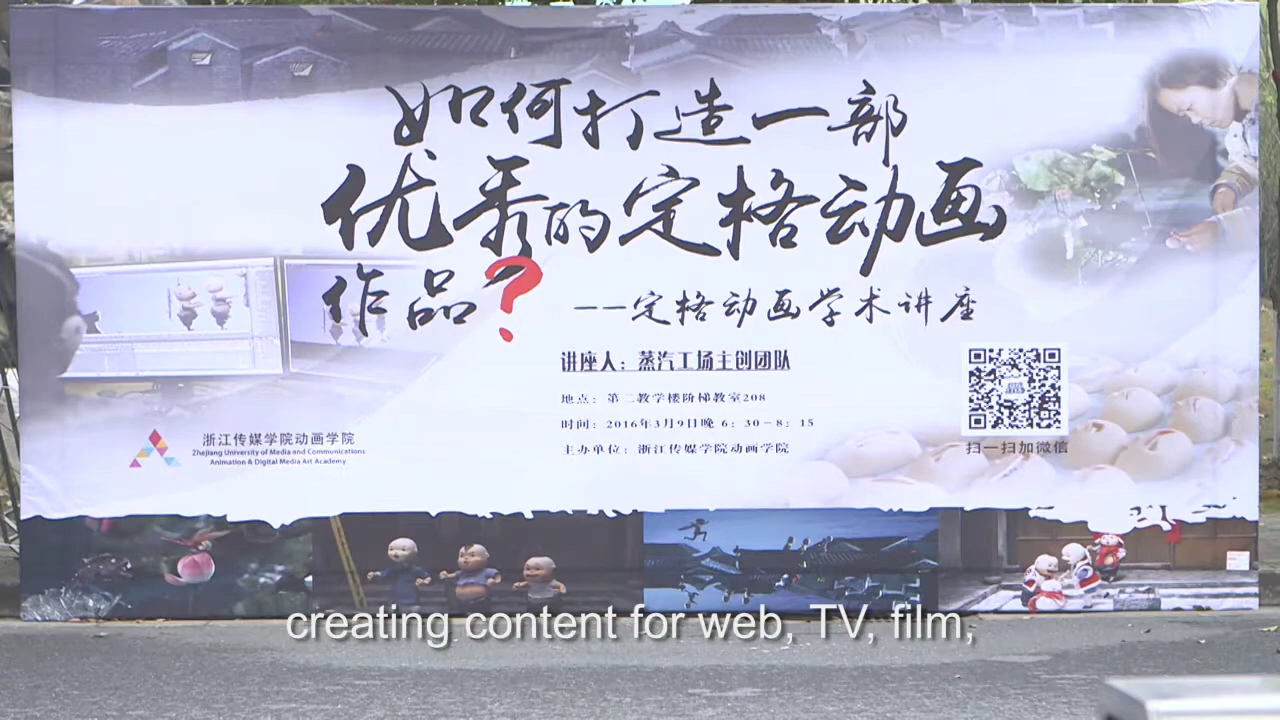 如何打造一部
优秀的定格动画
作品?
——定格动画学术讲座
讲座人：蒸汽工场主创团队
地点：第二教学楼阶梯教室208
时间：2016年3月9日晚 6：30－8：15
主办单位：浙江传媒学院动画学院
浙江传媒学院动画学院
Zhejiang University of Media and Communications
Animation & Digital Media Art Academy
扫一扫加微信
creating content for web, TV, film,